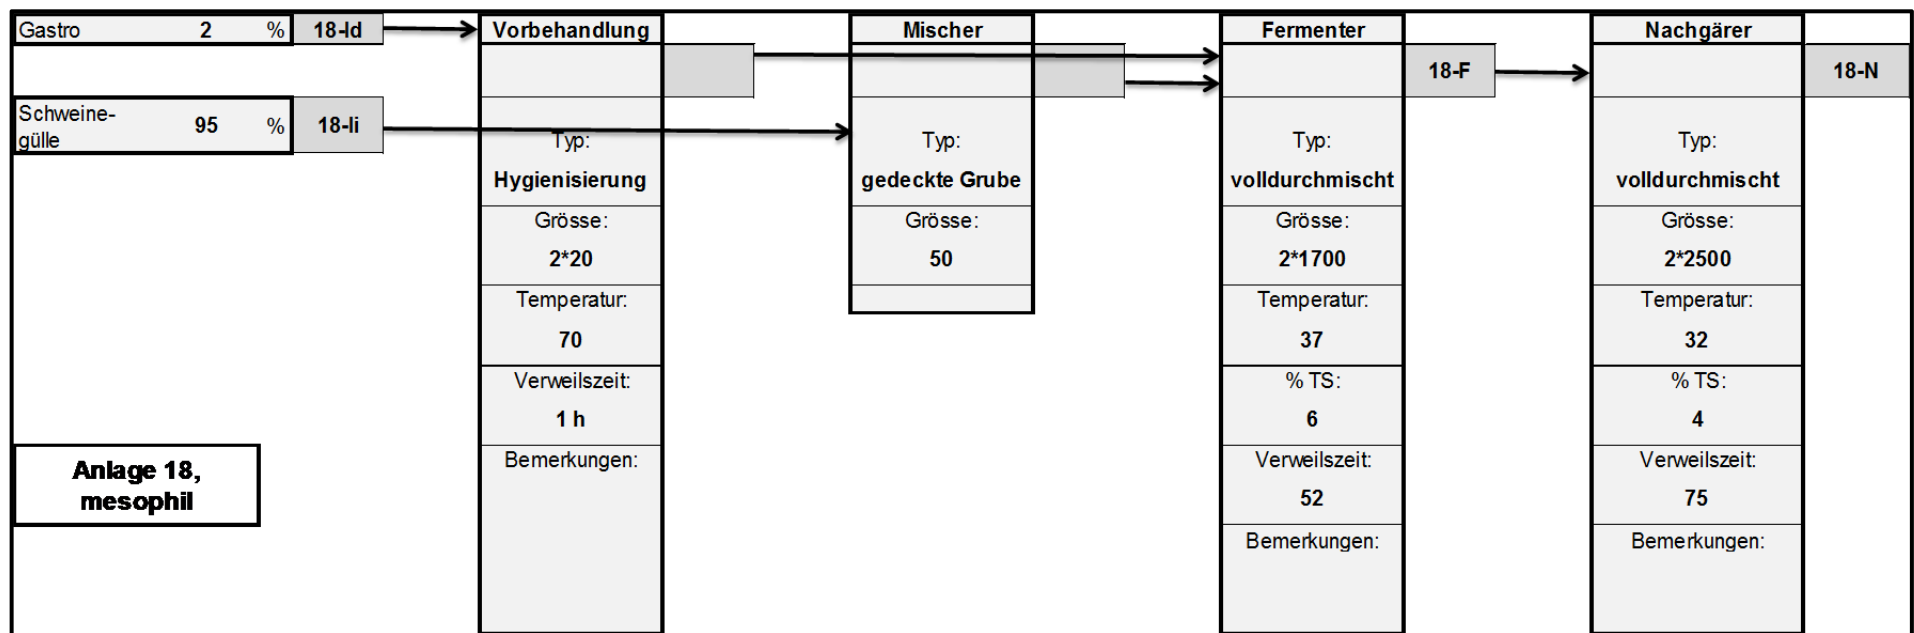 Gastro 2 % 18-Id Vorbehandlung Mischer Fermenter Nachgärer
18-F 18-N
Schweine-
gülle 95 % 18-Ii
Typ: Typ: Typ: Typ:
Hygienisierung gedeckte Grube volldurchmischt volldurchmischt
Grösse: Grösse: Grösse: Grösse:
2*20 50 2*1700 2*2500
Temperatur: Temperatur: Temperatur:
70 37 32
Verweilszeit: % TS: % TS:
1 h 6 4
Bemerkungen: Verweilszeit: Verweilszeit:
Anlage 18,
mesophil
52 75
Bemerkungen: Bemerkungen: